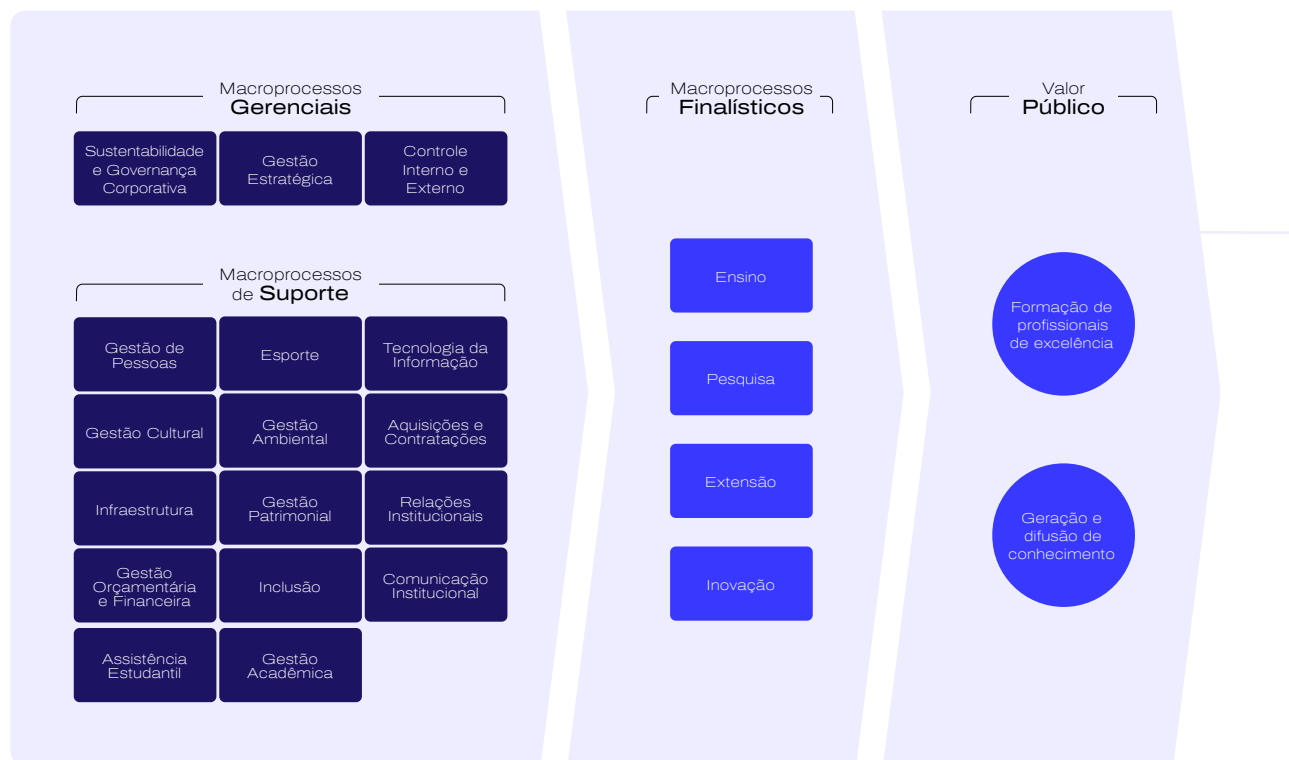 Macroprocessos
Gerenciais
Sustentabilidade
e Governança
Corporativa
Gestão
Estratégica
Controle
Interno e
Externo
Macroprocessos
de Suporte
Gestão de
Pessoas
Esporte
Tecnologia da
Informação
Gestão Cultural
Gestão
Ambiental
Aquisições e
Contratações
Infraestrutura
Gestão
Patrimonial
Relações
Institucionais
Gestão
Orçamentária
e Financeira
Inclusão
Comunicação
Institucional
Assistência
Estudantil
Gestão
Acadêmica
Macroprocessos
Finalísticos
Ensino
Pesquisa
Extensão
Inovação
Valor
Público
Formação de
profissionais
de excelência
Geração e
difusão de
conhecimento